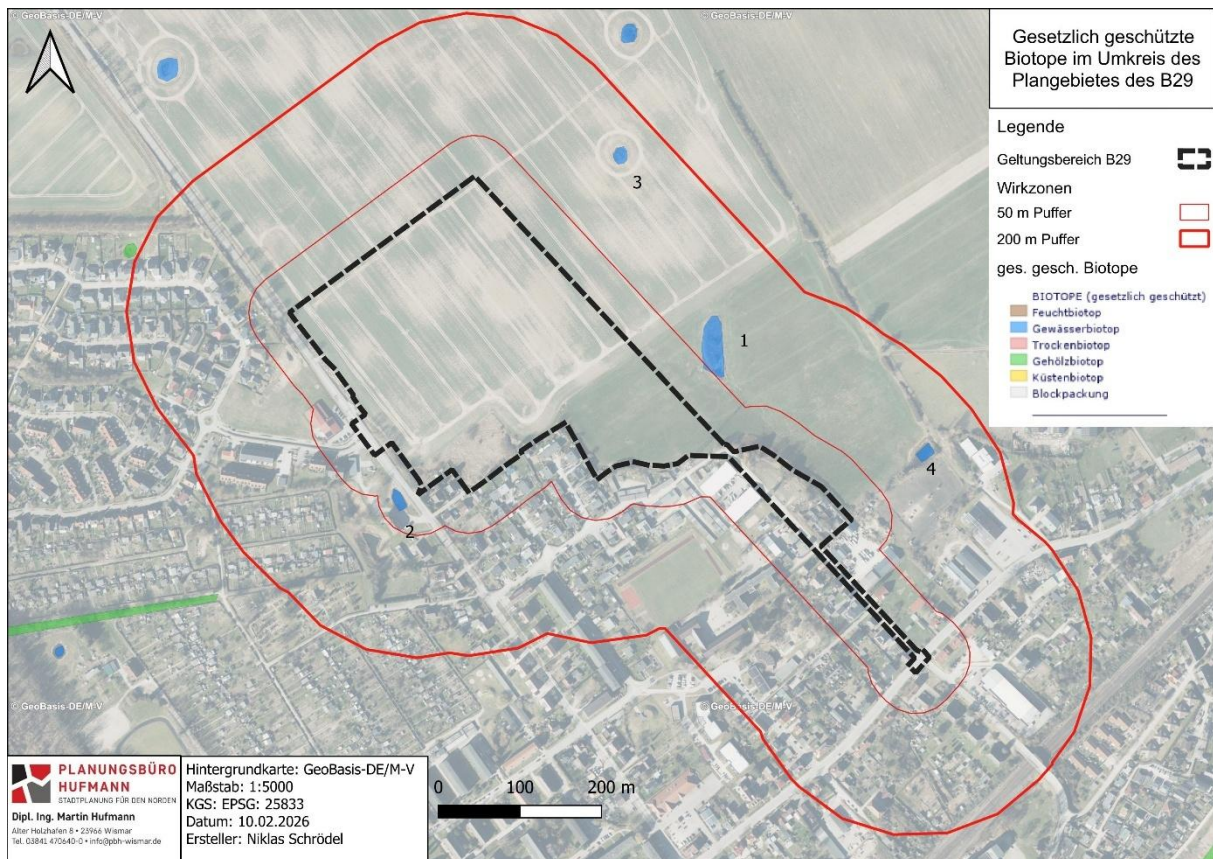 © GeoBasis-DE/M-V
© GeoBasis-DE/M-V
Gesetzlich geschützte
Biotope im Umkreis des
Plangebietes des B29
Legende
Geltungsbereich B29
Wirkzonen
50 m Puffer
200 m Puffer
ges. gesch. Biotope
BIOTOPE (gesetzlich geschützt)
Feuchtbiotop
Gewässerbiotop
Trockenbiotop
Gehölzbiotop
Küstenbiotop
Blockpackung
3
1
4
2
© GeoBasis-DE/M-V
© GeoBasis-DE/M-V
PLANUNGSBÜRO
HUFMANN
STADTPLANUNG FÜR DEN NORDEN
Dipl. Ing. Martin Hufmann
Alter Holzhafen 8 • 23966 Wismar
Tel. 03841 470640-0 • info@pbh-wismar.de
Hintergrundkarte: GeoBasis-DE/M-V
Maßstab: 1:5000
KGS: EPSG: 25833
Datum: 10.02.2026
Ersteller: Niklas Schrödel
0 100 200 m